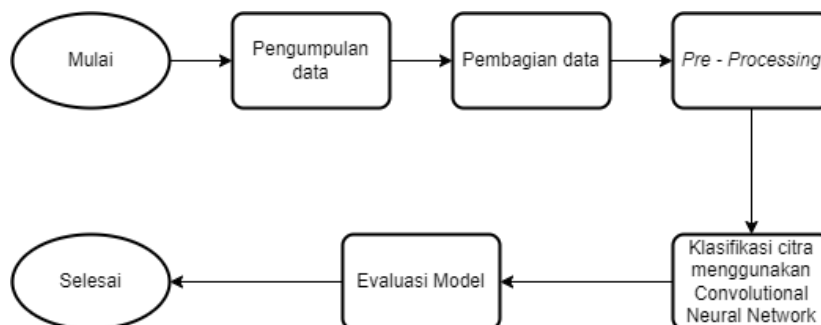 Mulai
Pengumpulan
data
Pembagian data
Pre - Processing
Klasifikasi citra
menggunakan
Convolutional
Neural Network
Evaluasi Model
Selesai